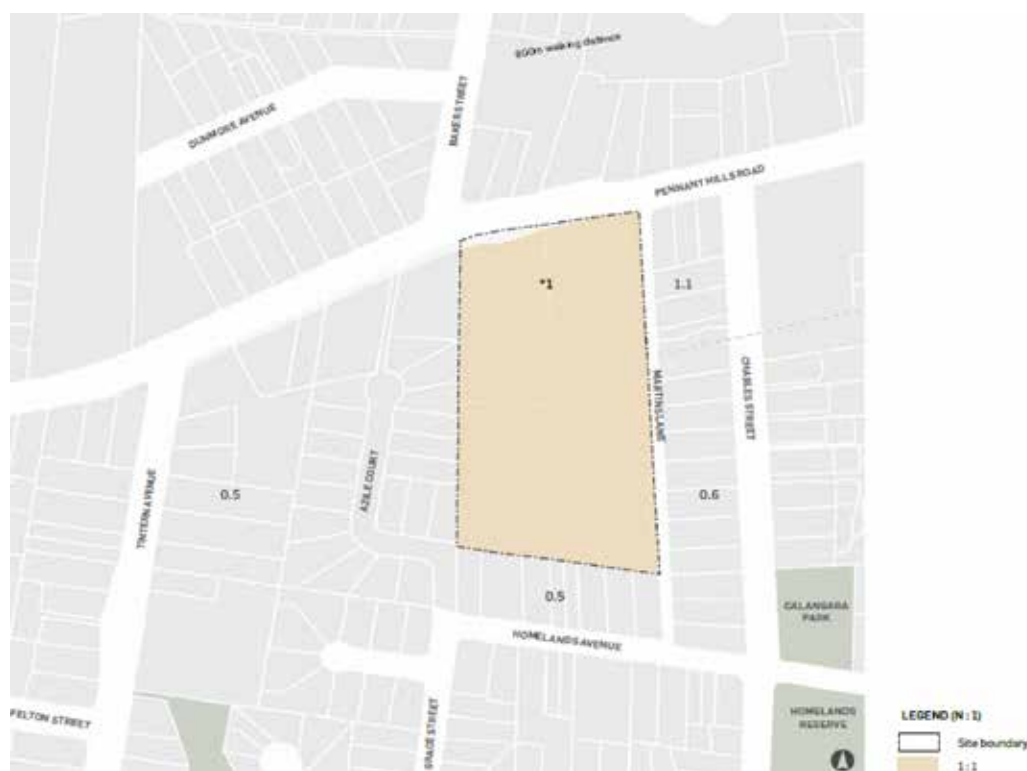 800m walking distance
DUNMORE AVENUE
BAKER STREET
PENNANT HILLS ROAD
*1
1.1
MARTINS LANE
CHARLES STREET
AZILE COURT
TINTERN AVENUE
0.5
0.6
0.5
HOMELANDS AVENUE
GALANGARA
PARK
FELTON STREET
GRACE STREET
HOMELANDS
RESERVE
LEGEND (N : 1)
Site boundary
1:1